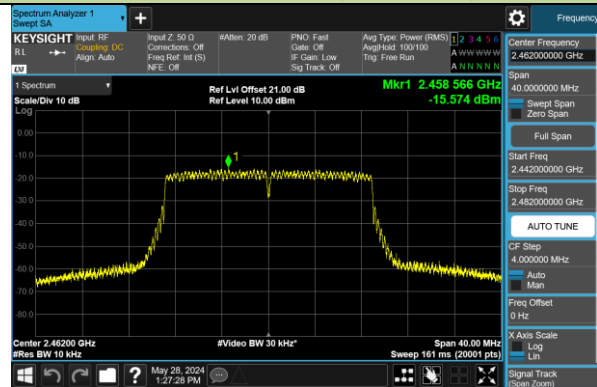 Spectrum Analyzer 1
Swept SA
+
Frequency
KEYSIGHT
RL
LXI
Input: RF
Coupling: DC
Align: Auto
Input Z: 50 Ω
Corrections: Off
Freq Ref: Int (S)
NFE: Off
#Atten: 20 dB
PNO: Fast
Gate: Off
IF Gain: Low
Sig Track: Off
Avg Type: Power (RMS)
Avg|Hold: 100/100
Trig: Free Run
1 2 3 4 5 6
A W W W W W
A N N N N N
1 Spectrum
Scale/Div 10 dB
Log
Ref Lvl Offset 21.00 dB
Ref Level 10.00 dBm
Mkr1 2.458 566 GHz
-15.574 dBm
0.00
-10.0
-20.0
-30.0
-40.0
-50.0
-60.0
-70.0
-80.0
1
Center 2.46200 GHz
#Res BW 10 kHz
#Video BW 30 kHz*
Span 40.00 MHz
Sweep 161 ms (20001 pts)
Center Frequency
2.462000000 GHz
Span
40.0000000 MHz
Swept Span
Zero Span
Full Span
Start Freq
2.442000000 GHz
Stop Freq
2.482000000 GHz
AUTO TUNE
CF Step
4.000000 MHz
Auto
Man
Freq Offset
0 Hz
X Axis Scale
Log
Lin
Signal Track
(Span Zoom)
?
May 28, 2024
1:27:28 PM